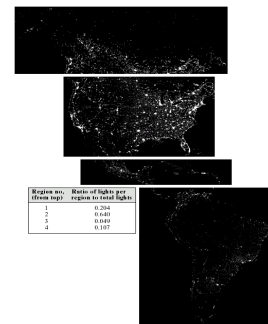 Region no. Ratio of lights per
(from top) region to total lights
1 0.204
2 0.640
3 0.049
4 0.107